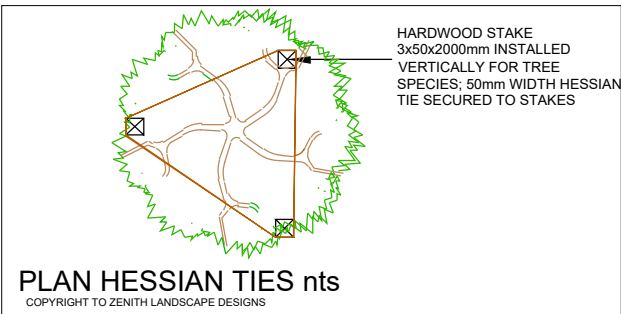 HARDWOOD STAKE
3x50x2000mm INSTALLED
VERTICALLY FOR TREE
SPECIES; 50mm WIDTH HESSIAN
TIE SECURED TO STAKES
PLAN HESSIAN TIES nts
COPYRIGHT TO ZENITH LANDSCAPE DESIGNS